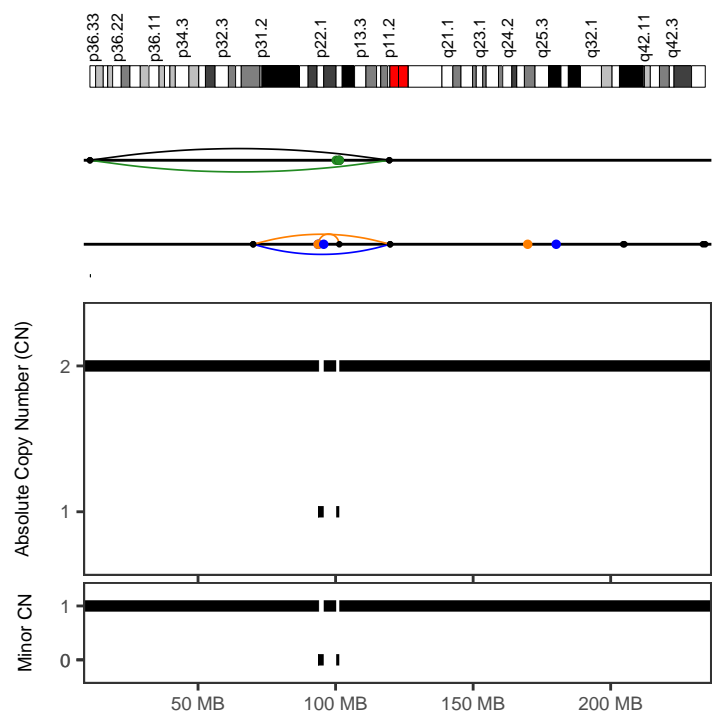 p36.33
p36.22
p36.11
p34.3
p32.3
p31.2
p22.1
p13.3
p11.2
q21.1
q23.1
q24.2
q25.3
q32.1
q42.11
q42.3
Absolute Copy Number (CN)
2
1
Minor CN
1
0
50 MB
100 MB
150 MB
200 MB